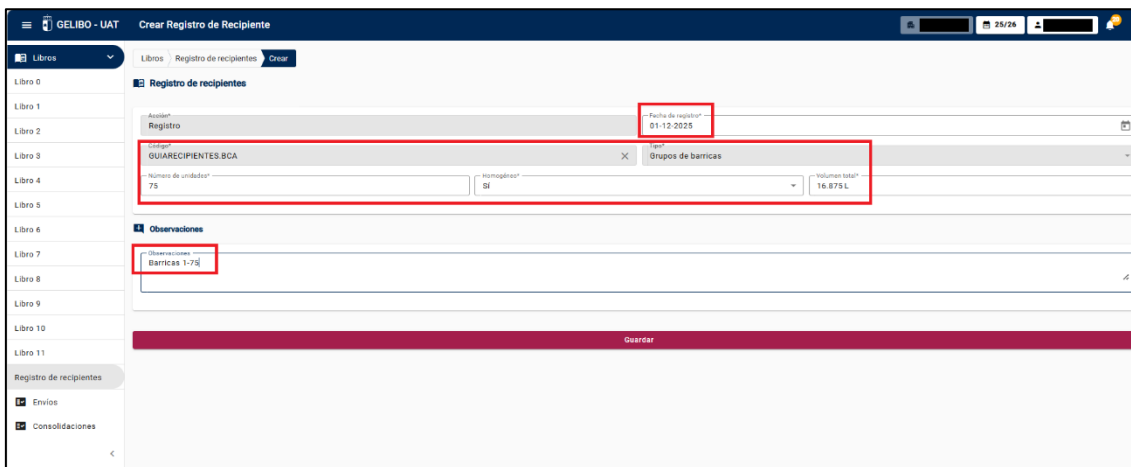 GELIBO - UAT Crear Registro de Recipiente 25/26 20
Libros
Libros Registro de recipientes Crear
Libro 0
Registro de recipientes
Libro 1
Acción*
Registro
Fecha de registro*
01-12-2025
Libro 2
Código*
GUIARECIPIENTES.BCA
Tipo*
Grupos de barricas
Libro 3
Número de unidades*
75
Homogéneo*
Sí
Volumen total*
16.875 L
Libro 4
Libro 5
Libro 6
Observaciones
Libro 7
Observaciones
Barricas 1-75
Libro 8
Libro 9
Libro 10
Guardar
Libro 11
Registro de recipientes
Envíos
Consolidaciones